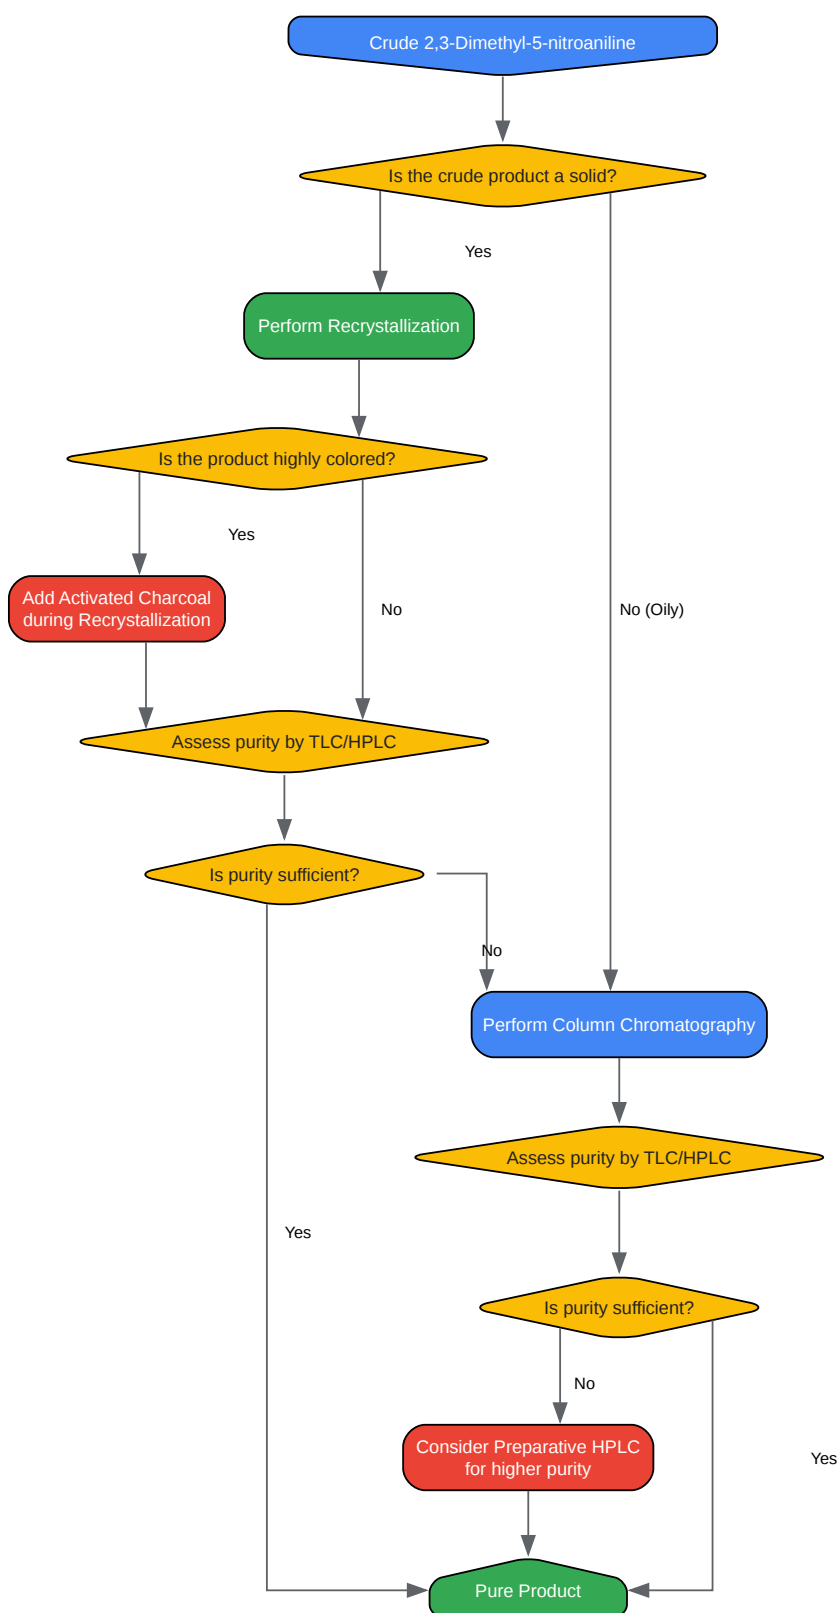 Crude 2,3-Dimethyl-5-nitroaniline
Is the crude product a solid?
Yes
Perform Recrystallization
Is the product highly colored?
Yes
Add Activated Charcoal
during Recrystallization
No
No (Oily)
Assess purity by TLC/HPLC
Is purity sufficient?
No
Perform Column Chromatography
Assess purity by TLC/HPLC
Yes
Is purity sufficient?
No
Consider Preparative HPLC
for higher purity
Yes
Pure Product